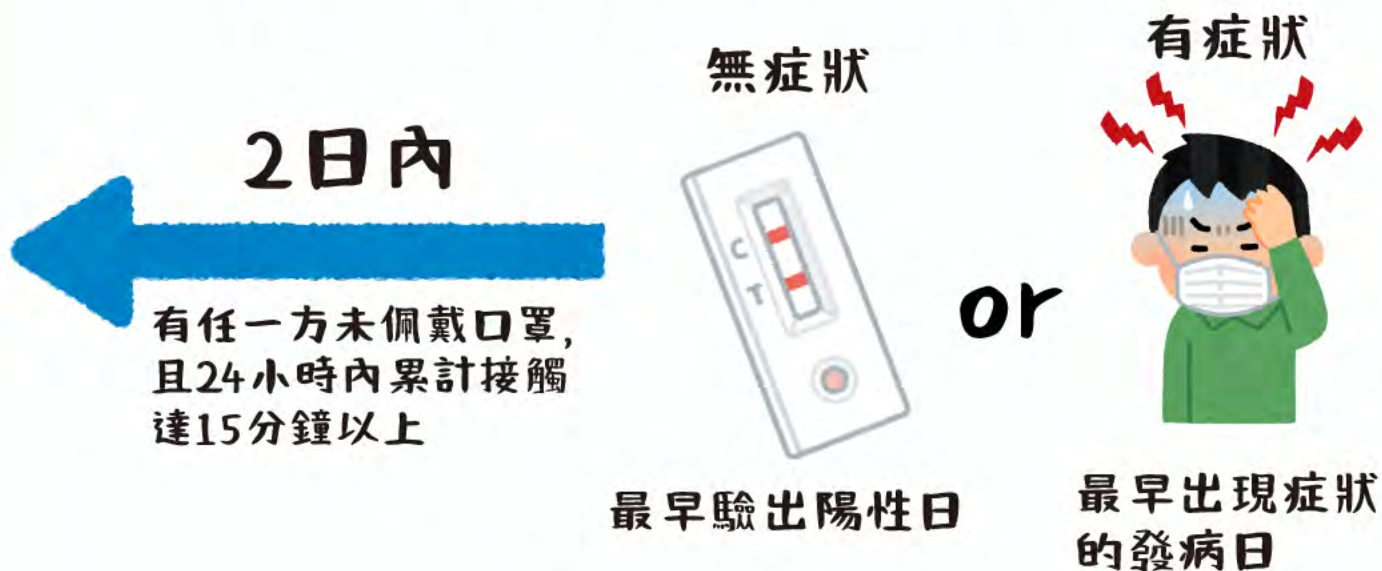 2日內
有任一方未佩戴口罩,
且24小時內累計接觸
達15分鐘以上
無症狀
C
T
最早驗出陽性日
or
有症狀
最早出現症狀
的發病日